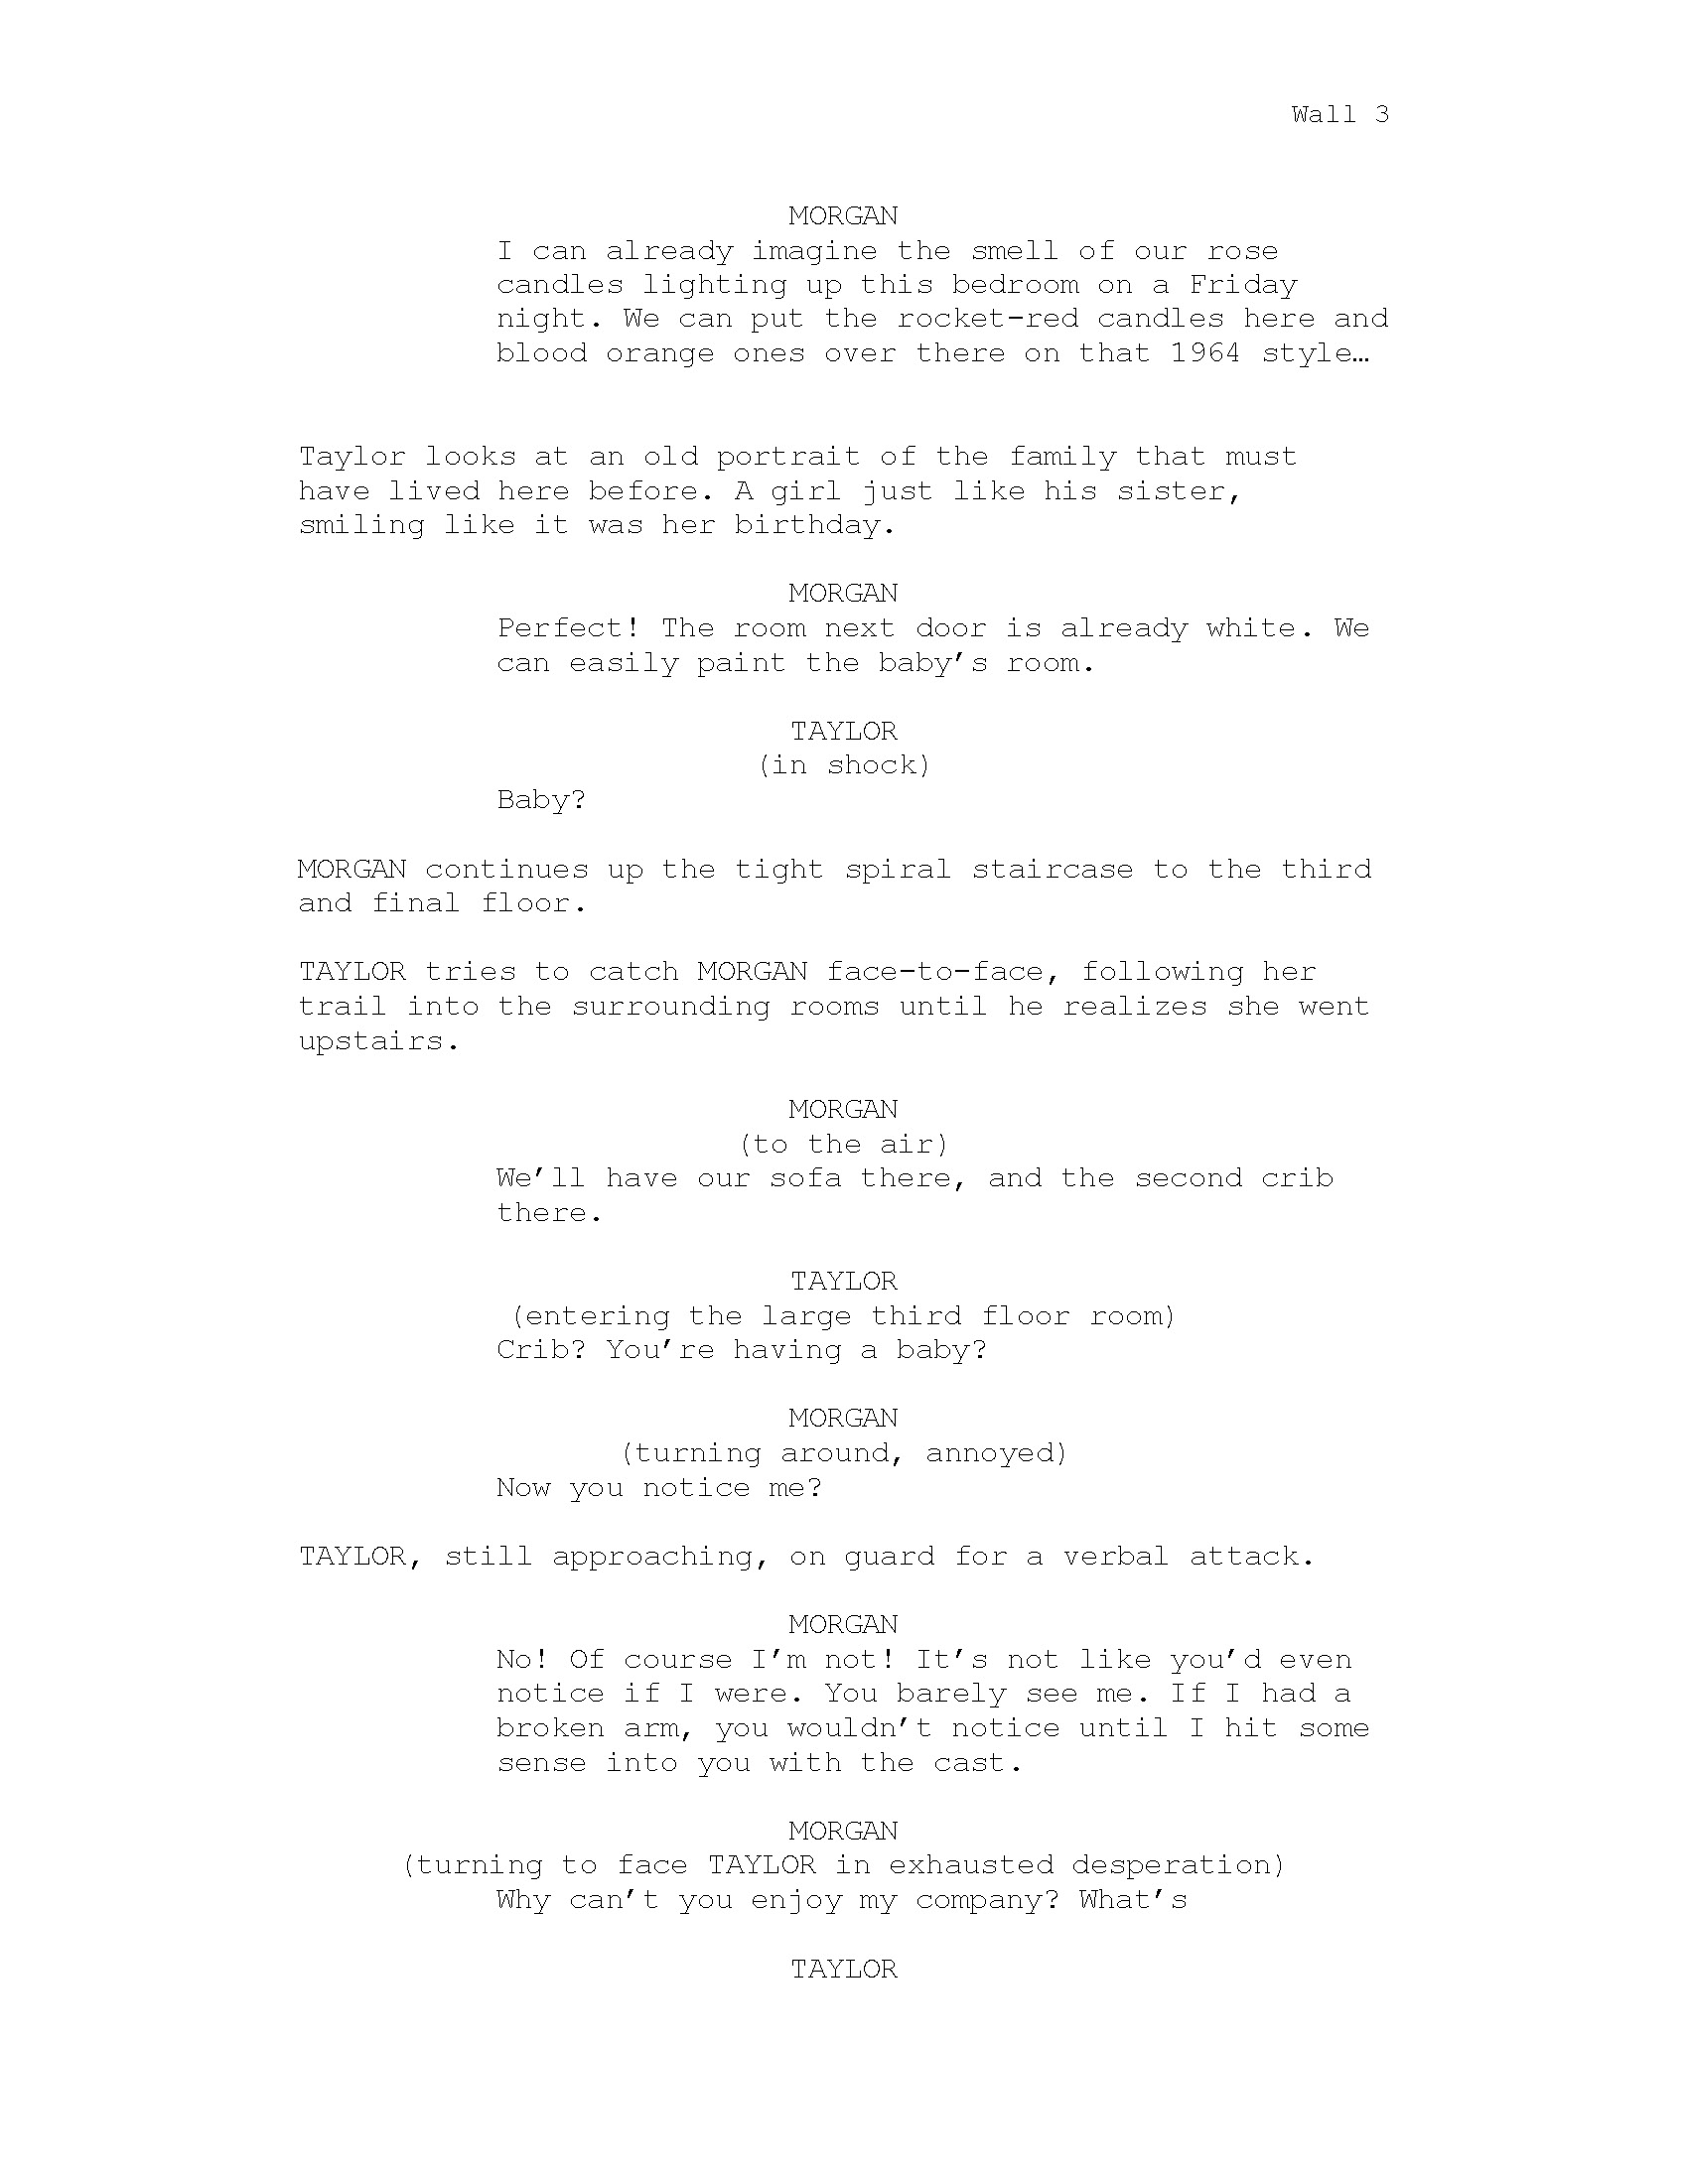 Wall 3
MORGAN
I can already imagine the smell of our rose
candles lighting up this bedroom on a Friday
night. We can put the rocket-red candles here and
blood orange ones over there on that 1964 style…
Taylor looks at an old portrait of the family that must
have lived here before. A girl just like his sister,
smiling like it was her birthday.
MORGAN
Perfect! The room next door is already white. We
can easily paint the baby’s room.
TAYLOR
(in shock)
Baby?
MORGAN continues up the tight spiral staircase to the third
and final floor.
TAYLOR tries to catch MORGAN face-to-face, following her
trail into the surrounding rooms until he realizes she went
upstairs.
MORGAN
(to the air)
We’ll have our sofa there, and the second crib
there.
TAYLOR
(entering the large third floor room)
Crib? You’re having a baby?
MORGAN
(turning around, annoyed)
Now you notice me?
TAYLOR, still approaching, on guard for a verbal attack.
MORGAN
No! Of course I’m not! It’s not like you’d even
notice if I were. You barely see me. If I had a
broken arm, you wouldn’t notice until I hit some
sense into you with the cast.
MORGAN
(turning to face TAYLOR in exhausted desperation)
Why can’t you enjoy my company? What’s
TAYLOR